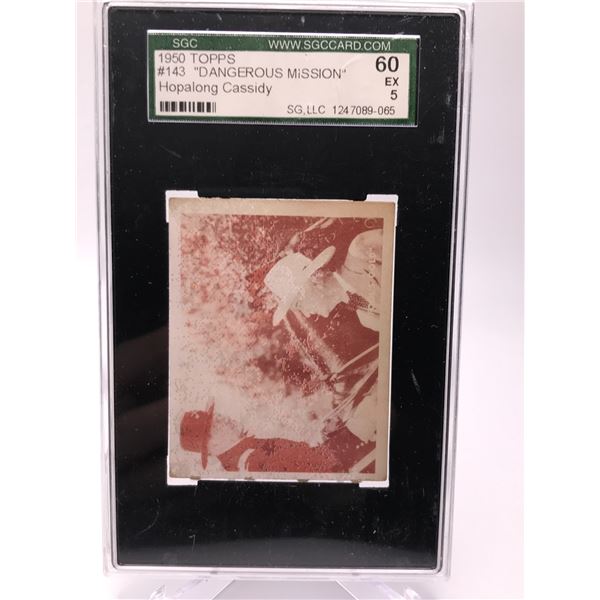 SGC WWW.SGCCARD.COM
1950 TOPPS 60
#143 "DANGEROUS MiSSION" EX
Hopalong Cassidy 5
SG,LLC 1247089-065